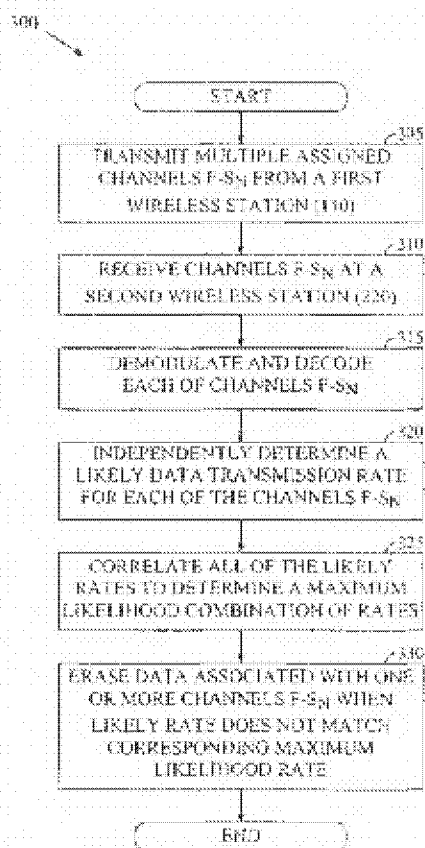 300
START
305
TRANSMIT MULTIPLE ASSIGNED
CHANNELS F-SN FROM A FIRST
WIRELESS STATION (110)
310
RECEIVE CHANNELS F-SN AT A
SECOND WIRELESS STATION (220)
315
DEMODULATE AND DECODE
EACH OF CHANNELS F-SN
320
INDEPENDENTLY DETERMINE A
LIKELY DATA TRANSMISSION RATE
FOR EACH OF THE CHANNELS F-SN
325
CORRELATE ALL OF THE LIKELY
RATES TO DETERMINE A MAXIMUM
LIKELIHOOD COMBINATION OF RATES
330
ERASE DATA ASSOCIATED WITH ONE
OR MORE CHANNELS F-SN WHEN
LIKELY RATE DOES NOT MATCH
CORRESPONDING MAXIMUM
LIKELIHOOD RATE
END